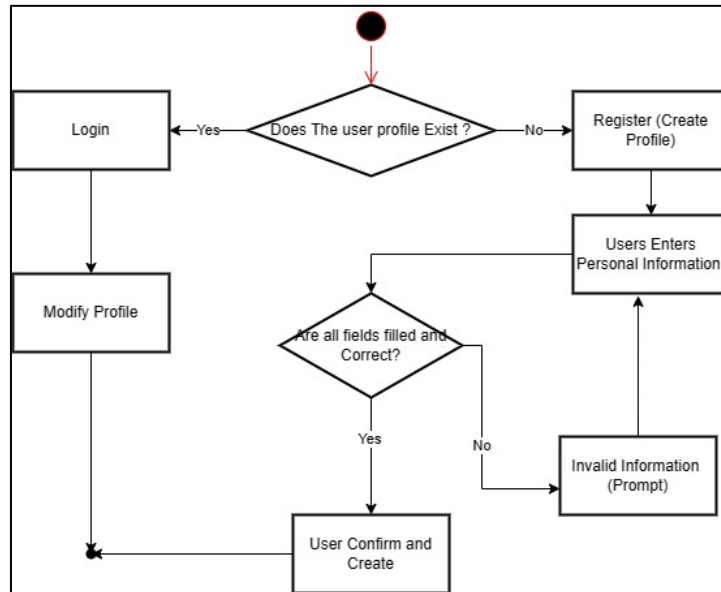 Does The user profile Exist ?
Yes
No
Login
Register (Create
Profile)
Users Enters
Personal Information
Modify Profile
Are all fields filled and
Correct?
Yes
No
Invalid Information
(Prompt)
User Confirm and
Create